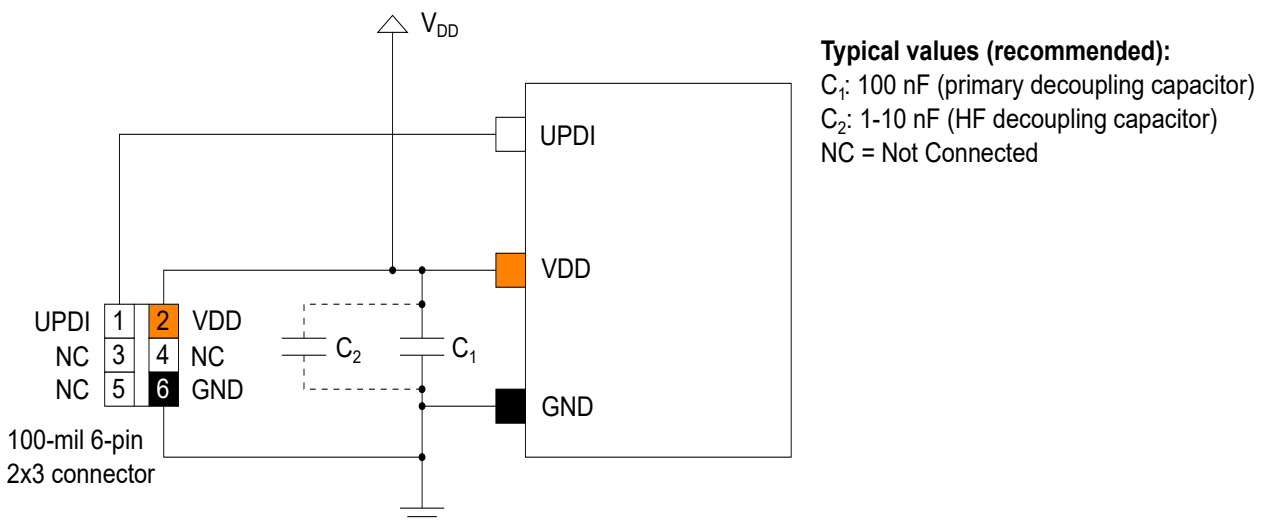 V_DD
Typical values (recommended):
C₁: 100 nF (primary decoupling capacitor)
C₂: 1-10 nF (HF decoupling capacitor)
NC = Not Connected
UPDI
VDD
UPDI 1 2 VDD
NC 3 4 NC
NC 5 6 GND
C₂ C₁
GND
100-mil 6-pin
2x3 connector